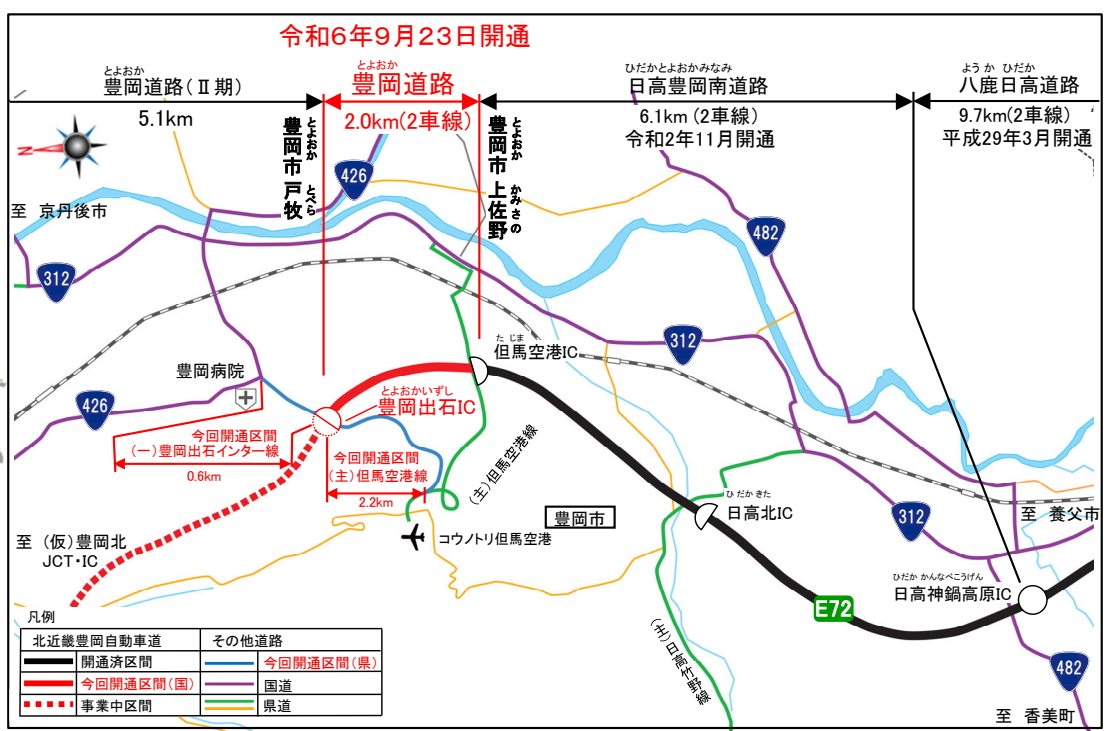 令和6年9月23日開通
とよおか
豊岡道路(Ⅱ期)
5.1km
とよおか
豊岡道路
2.0km(2車線)
ひだかとよおかみなみ
日高豊岡南道路
6.1km(2車線)
令和2年11月開通
ようか ひだか
八鹿日高道路
9.7km(2車線)
平成29年3月開通
豊岡市 戸牧
とよおか とべら
豊岡市 上佐野
とよおか かみさの
N
426
至 京丹後市
482
312
312
たじま
但馬空港IC
豊岡病院
とよおかいずし
豊岡出石IC
426
今回開通区間
(一)豊岡出石インター線
0.6km
今回開通区間
(主)但馬空港線
2.2km
(主)但馬空港線
ひだかきた
日高北IC
豊岡市
312
至 養父市
コウノトリ但馬空港
至 (仮)豊岡北
JCT・IC
ひだか かんなべこうげん
日高神鍋高原IC
E72
(主)日高竹野線
482
至 香美町
凡例
北近畿豊岡自動車道 その他道路
開通済区間 今回開通区間(県)
今回開通区間(国) 国道
事業中区間 県道